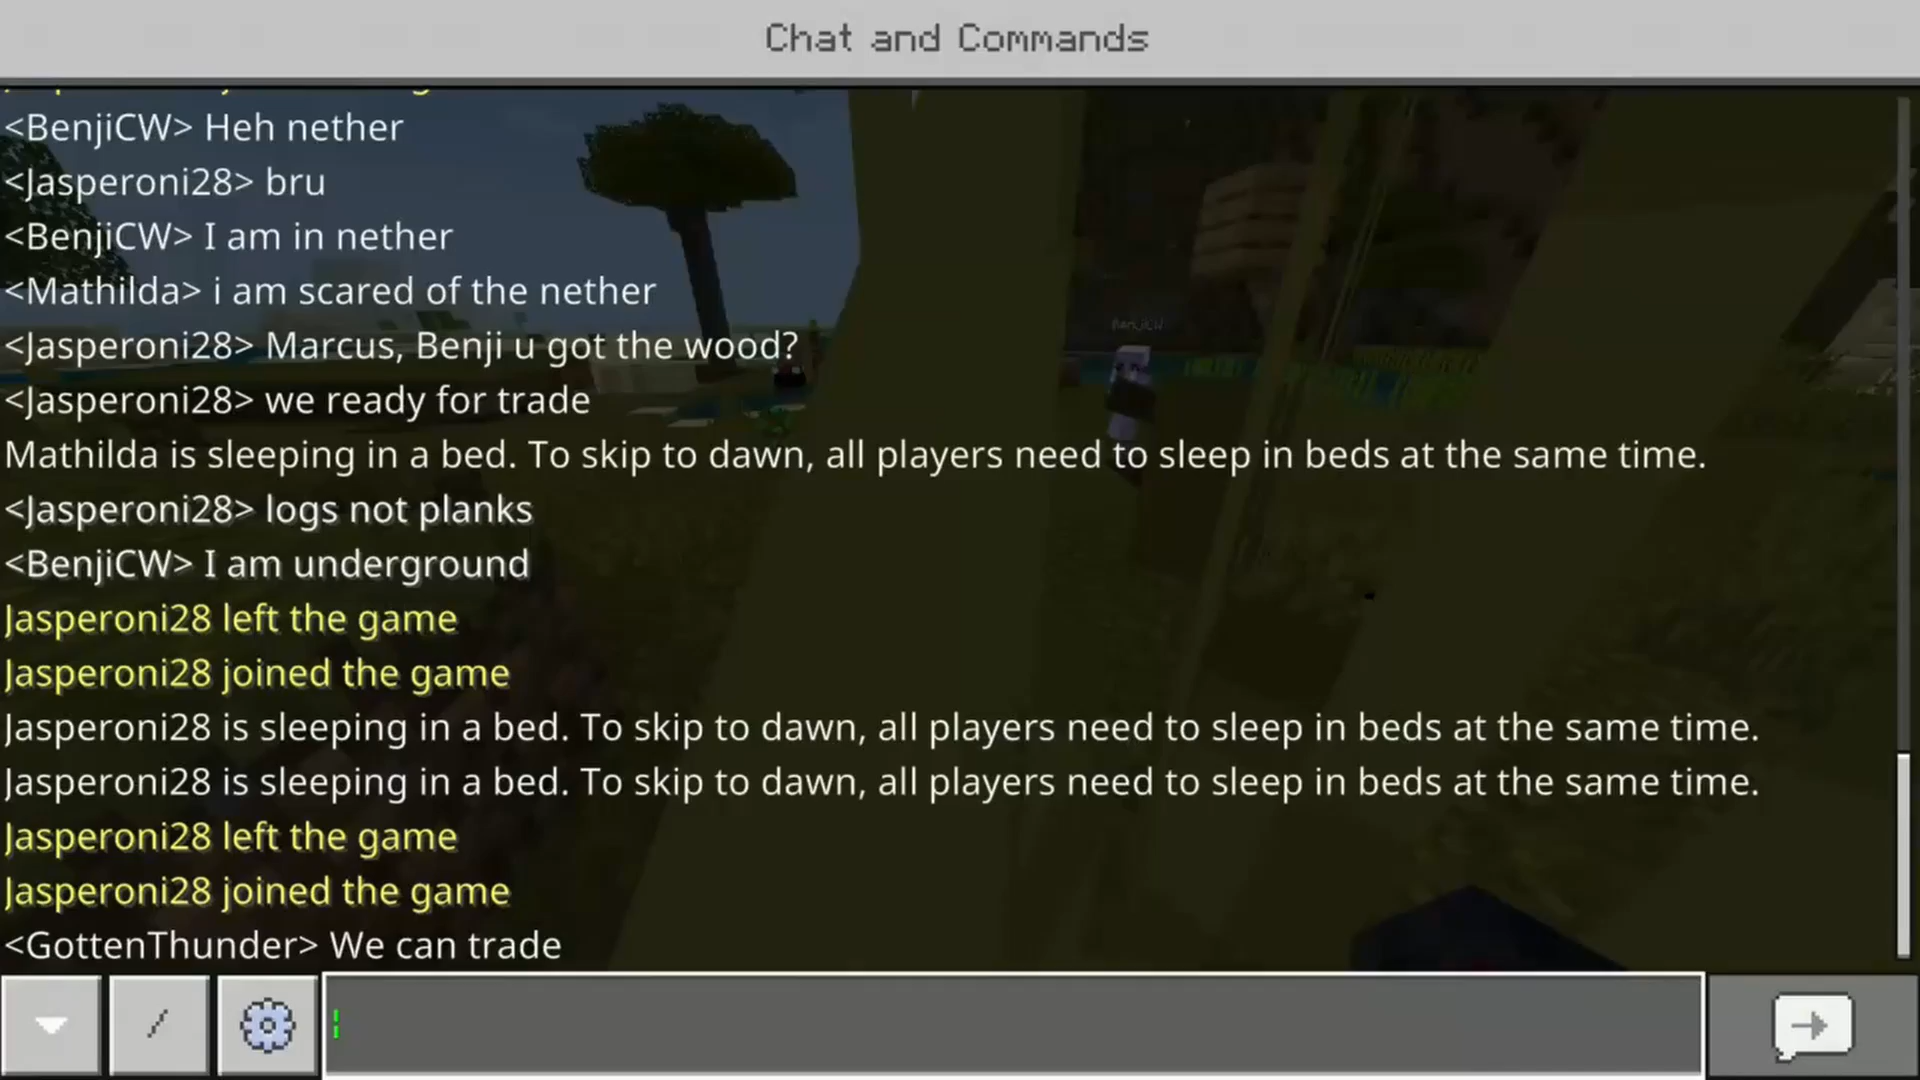 Chat and Commands
<BenjiCW> Heh nether
<Jasperoni28> bru
<BenjiCW> I am in nether
<Mathilda> i am scared of the nether
<Jasperoni28> Marcus, Benji u got the wood?
<Jasperoni28> we ready for trade
Mathilda is sleeping in a bed. To skip to dawn, all players need to sleep in beds at the same time.
<Jasperoni28> logs not planks
<BenjiCW> I am underground
Jasperoni28 left the game
Jasperoni28 joined the game
Jasperoni28 is sleeping in a bed. To skip to dawn, all players need to sleep in beds at the same time.
Jasperoni28 is sleeping in a bed. To skip to dawn, all players need to sleep in beds at the same time.
Jasperoni28 left the game
Jasperoni28 joined the game
<GottenThunder> We can trade
/
BenjiCW